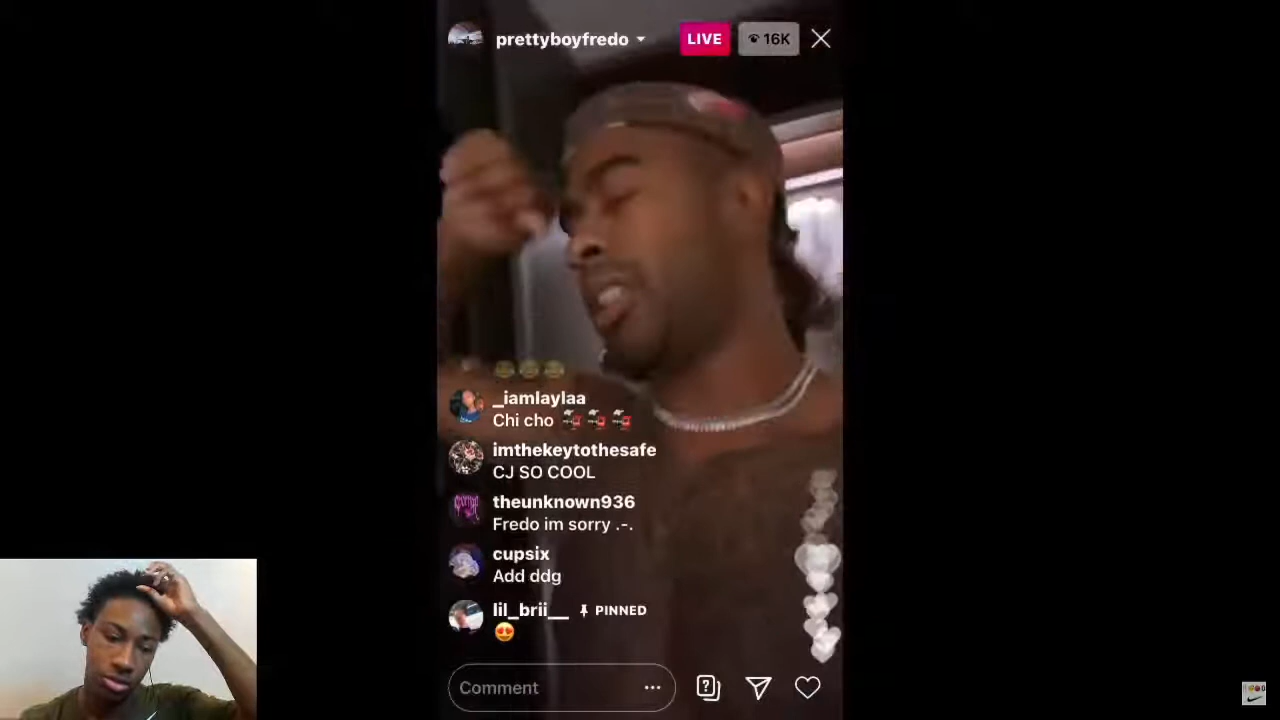 prettyboyfredo
LIVE
16K
_iamlaylaa
Chi cho
imthekeytothesafe
CJ SO COOL
theunknown936
Fredo im sorry .-.
cupsix
Add ddg
lil_brii__ PINNED
Comment